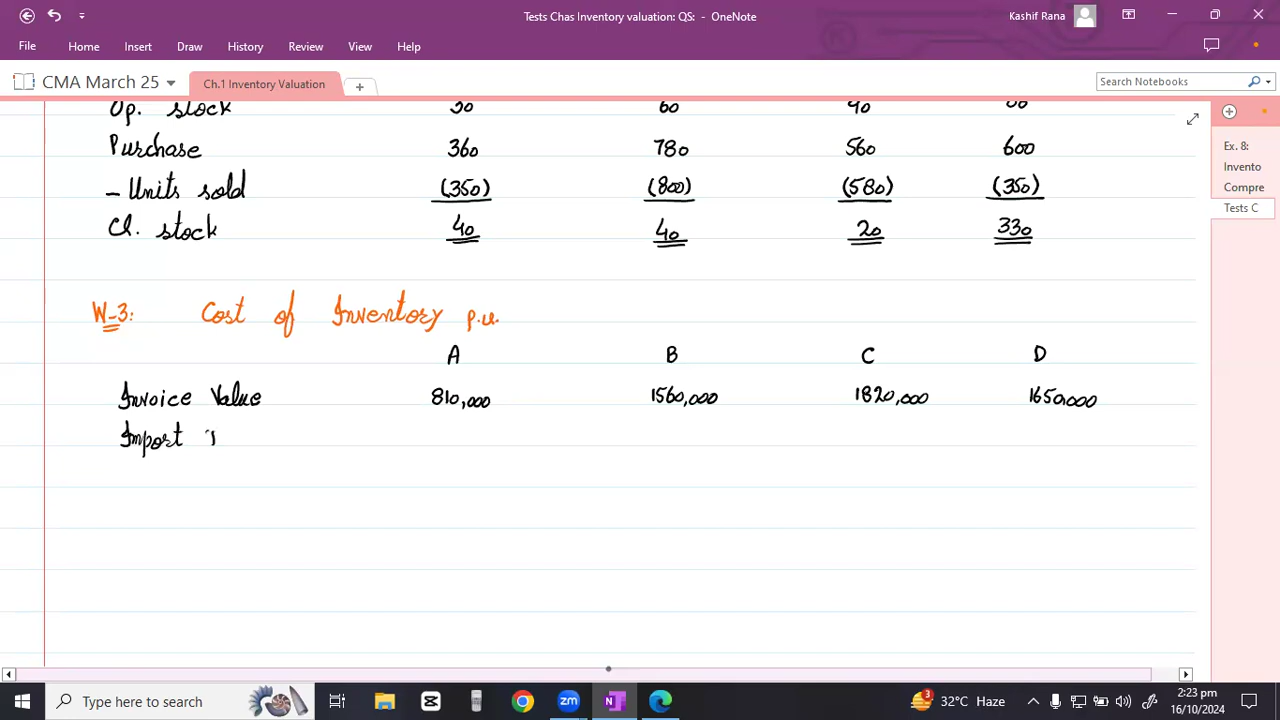 Tests Chas Inventory valuation: QS: - OneNote
Kashif Rana
File Home Insert Draw History Review View Help
CMA March 25
Ch.1 Inventory Valuation
Search Notebooks
Op. stock 30 60 40
Purchase 360 780 560 600
- Units sold (350) (800) (580) (350)
Cl. stock 40 40 20 330
W-3: Cost of Inventory p.u.
A B C D
Invoice Value 810,000 1560,000 1820,000 1650,000
Import
Ex. 8:
Invento
Compre
Tests C
Type here to search
3
32°C Haze
2:23 pm
16/10/2024